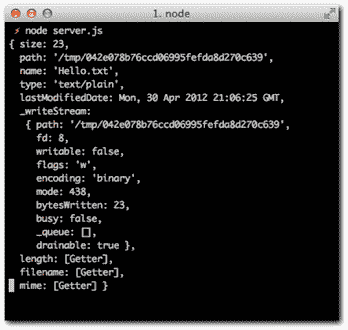 1. node
⚡ node server.js
{ size: 23,
path: '/tmp/042e078b76ccd06995fefda8d270c639',
name: 'Hello.txt',
type: 'text/plain',
lastModifiedDate: Mon, 30 Apr 2012 21:06:25 GMT,
_writeStream:
{ path: '/tmp/042e078b76ccd06995fefda8d270c639',
fd: 8,
writable: false,
flags: 'w',
encoding: 'binary',
mode: 438,
bytesWritten: 23,
busy: false,
_queue: [],
drainable: true },
length: [Getter],
filename: [Getter],
mime: [Getter] }